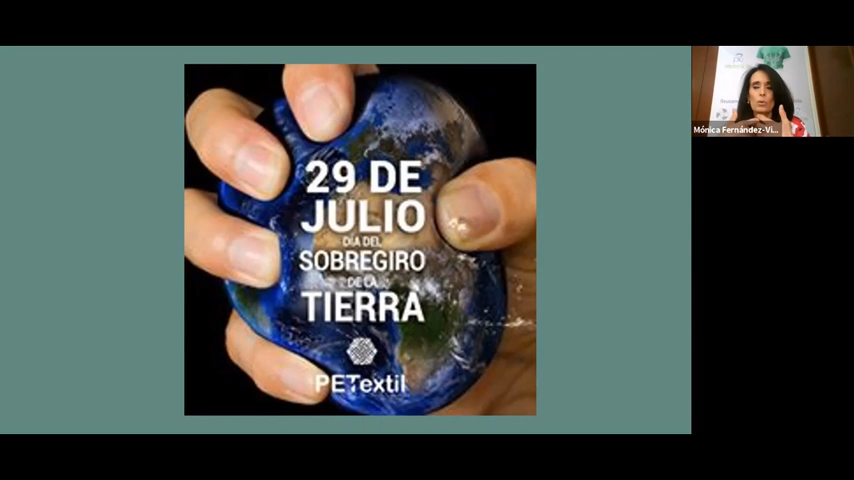 29 DE
JULIO
DÍA DEL
SOBREGIRO
DE LA
TIERRA
PETextil
Mónica Fernández-Vi...